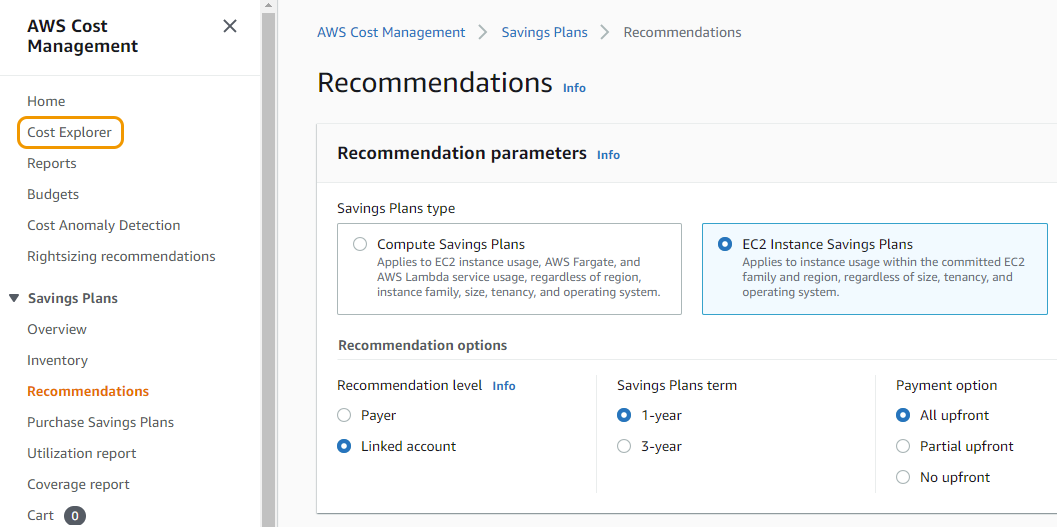 AWS Cost
Management
Home
Cost Explorer
Reports
Budgets
Cost Anomaly Detection
Rightsizing recommendations
Savings Plans
Overview
Inventory
Recommendations
Purchase Savings Plans
Utilization report
Coverage report
Cart 0
AWS Cost Management Savings Plans Recommendations
Recommendations Info
Recommendation parameters Info
Savings Plans type
Compute Savings Plans
Applies to EC2 instance usage, AWS Fargate, and
AWS Lambda service usage, regardless of region,
instance family, size, tenancy, and operating system.
EC2 Instance Savings Plans
Applies to instance usage within the committed EC2
family and region, regardless of size, tenancy, and
operating system.
Recommendation options
Recommendation level Info
Payer
Linked account
Savings Plans term
1-year
3-year
Payment option
All upfront
Partial upfront
No upfront